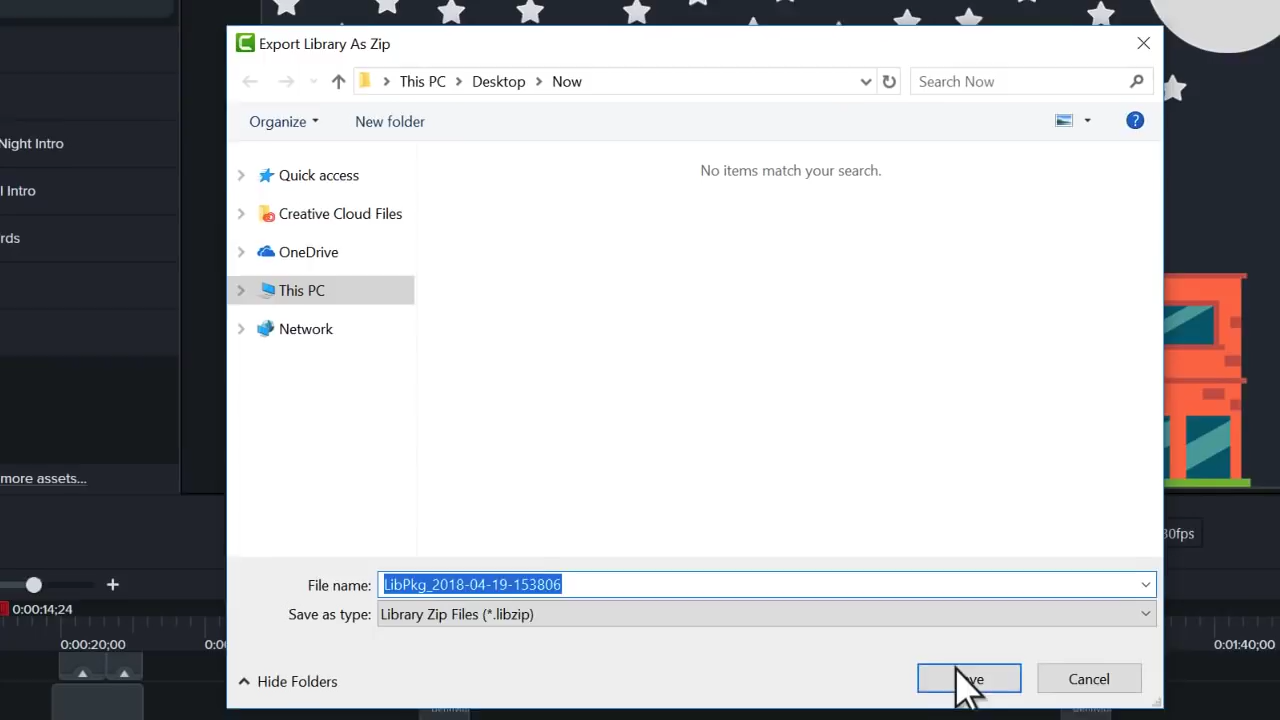 Export Library As Zip
This PC > Desktop > Now
Search Now
Organize
New folder
Night Intro
l Intro
rds
more assets...
Quick access
Creative Cloud Files
OneDrive
This PC
Network
No items match your search.
30fps
File name: LibPkg_2018-04-19-153806
Save as type: Library Zip Files (*.libzip)
0:00:14;24
0:00:20;00
0:01:40;00
Hide Folders
Cancel